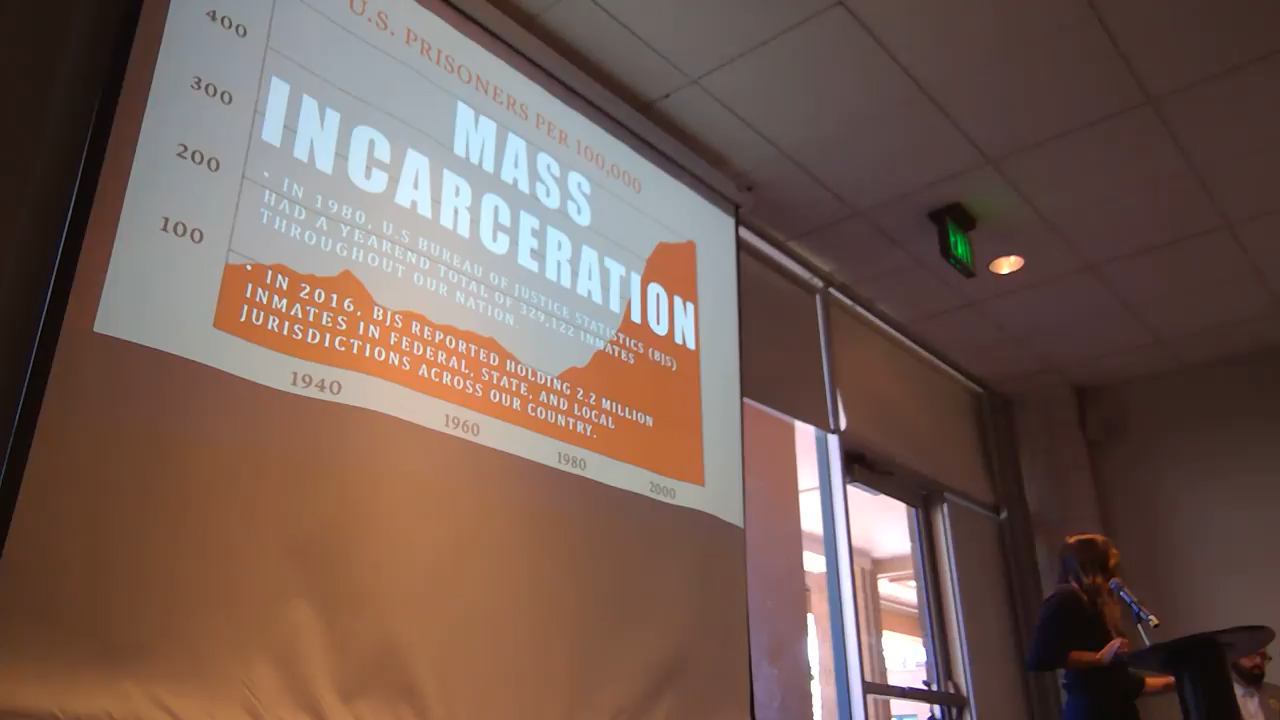 U.S. PRISONERS PER 100,000
400
300
200
100
MASS
INCARCERATION
• IN 1980, U.S BUREAU OF JUSTICE STATISTICS (BJS)
HAD A YEAREND TOTAL OF 329,122 INMATES
THROUGHOUT OUR NATION.
• IN 2016, BJS REPORTED HOLDING 2.2 MILLION
INMATES IN FEDERAL, STATE, AND LOCAL
JURISDICTIONS ACROSS OUR COUNTRY.
1940
1960
1980
2000
EXIT